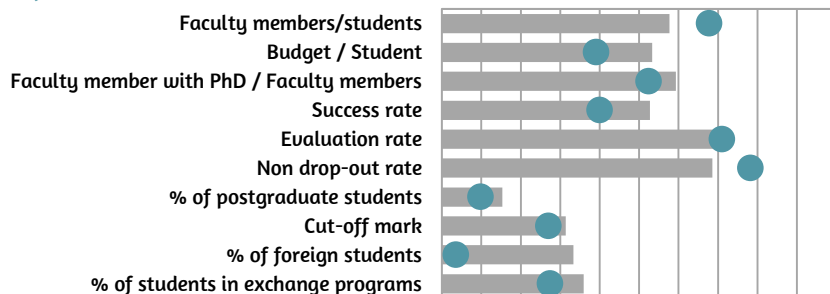 Faculty members/students
Budget / Student
Faculty member with PhD / Faculty members
Success rate
Evaluation rate
Non drop-out rate
% of postgraduate students
Cut-off mark
% of foreign students
% of students in exchange programs